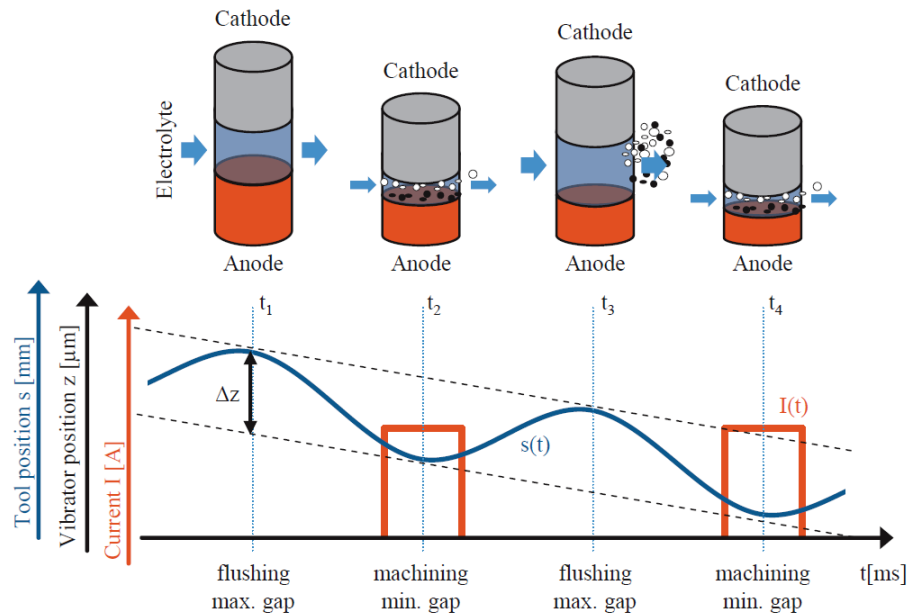 Cathode
Cathode
Cathode
Cathode
Electrolyte
Anode
Anode
Anode
Anode
t1
t2
t3
t4
Tool position s [mm]
Vibrator position z [µm]
Current I [A]
Δz
s(t)
I(t)
flushing
max. gap
machining
min. gap
flushing
max. gap
machining
min. gap
t[ms]